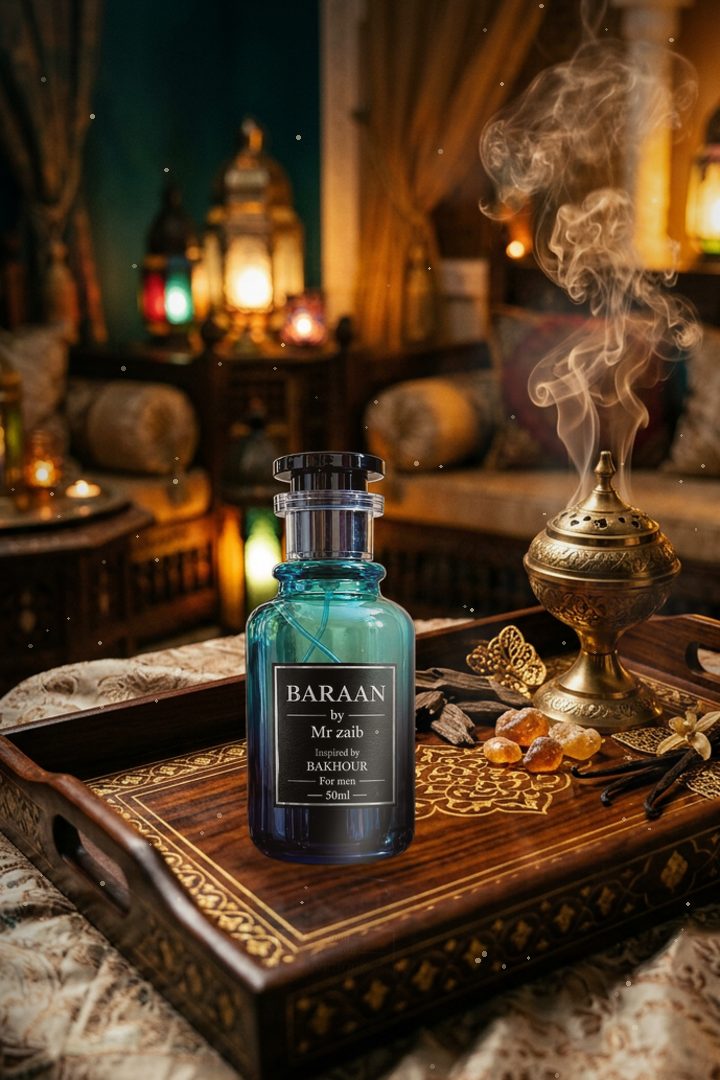 BARAAN
by
Mr zaib
Inspired by
BAKHOUR
For men
50ml